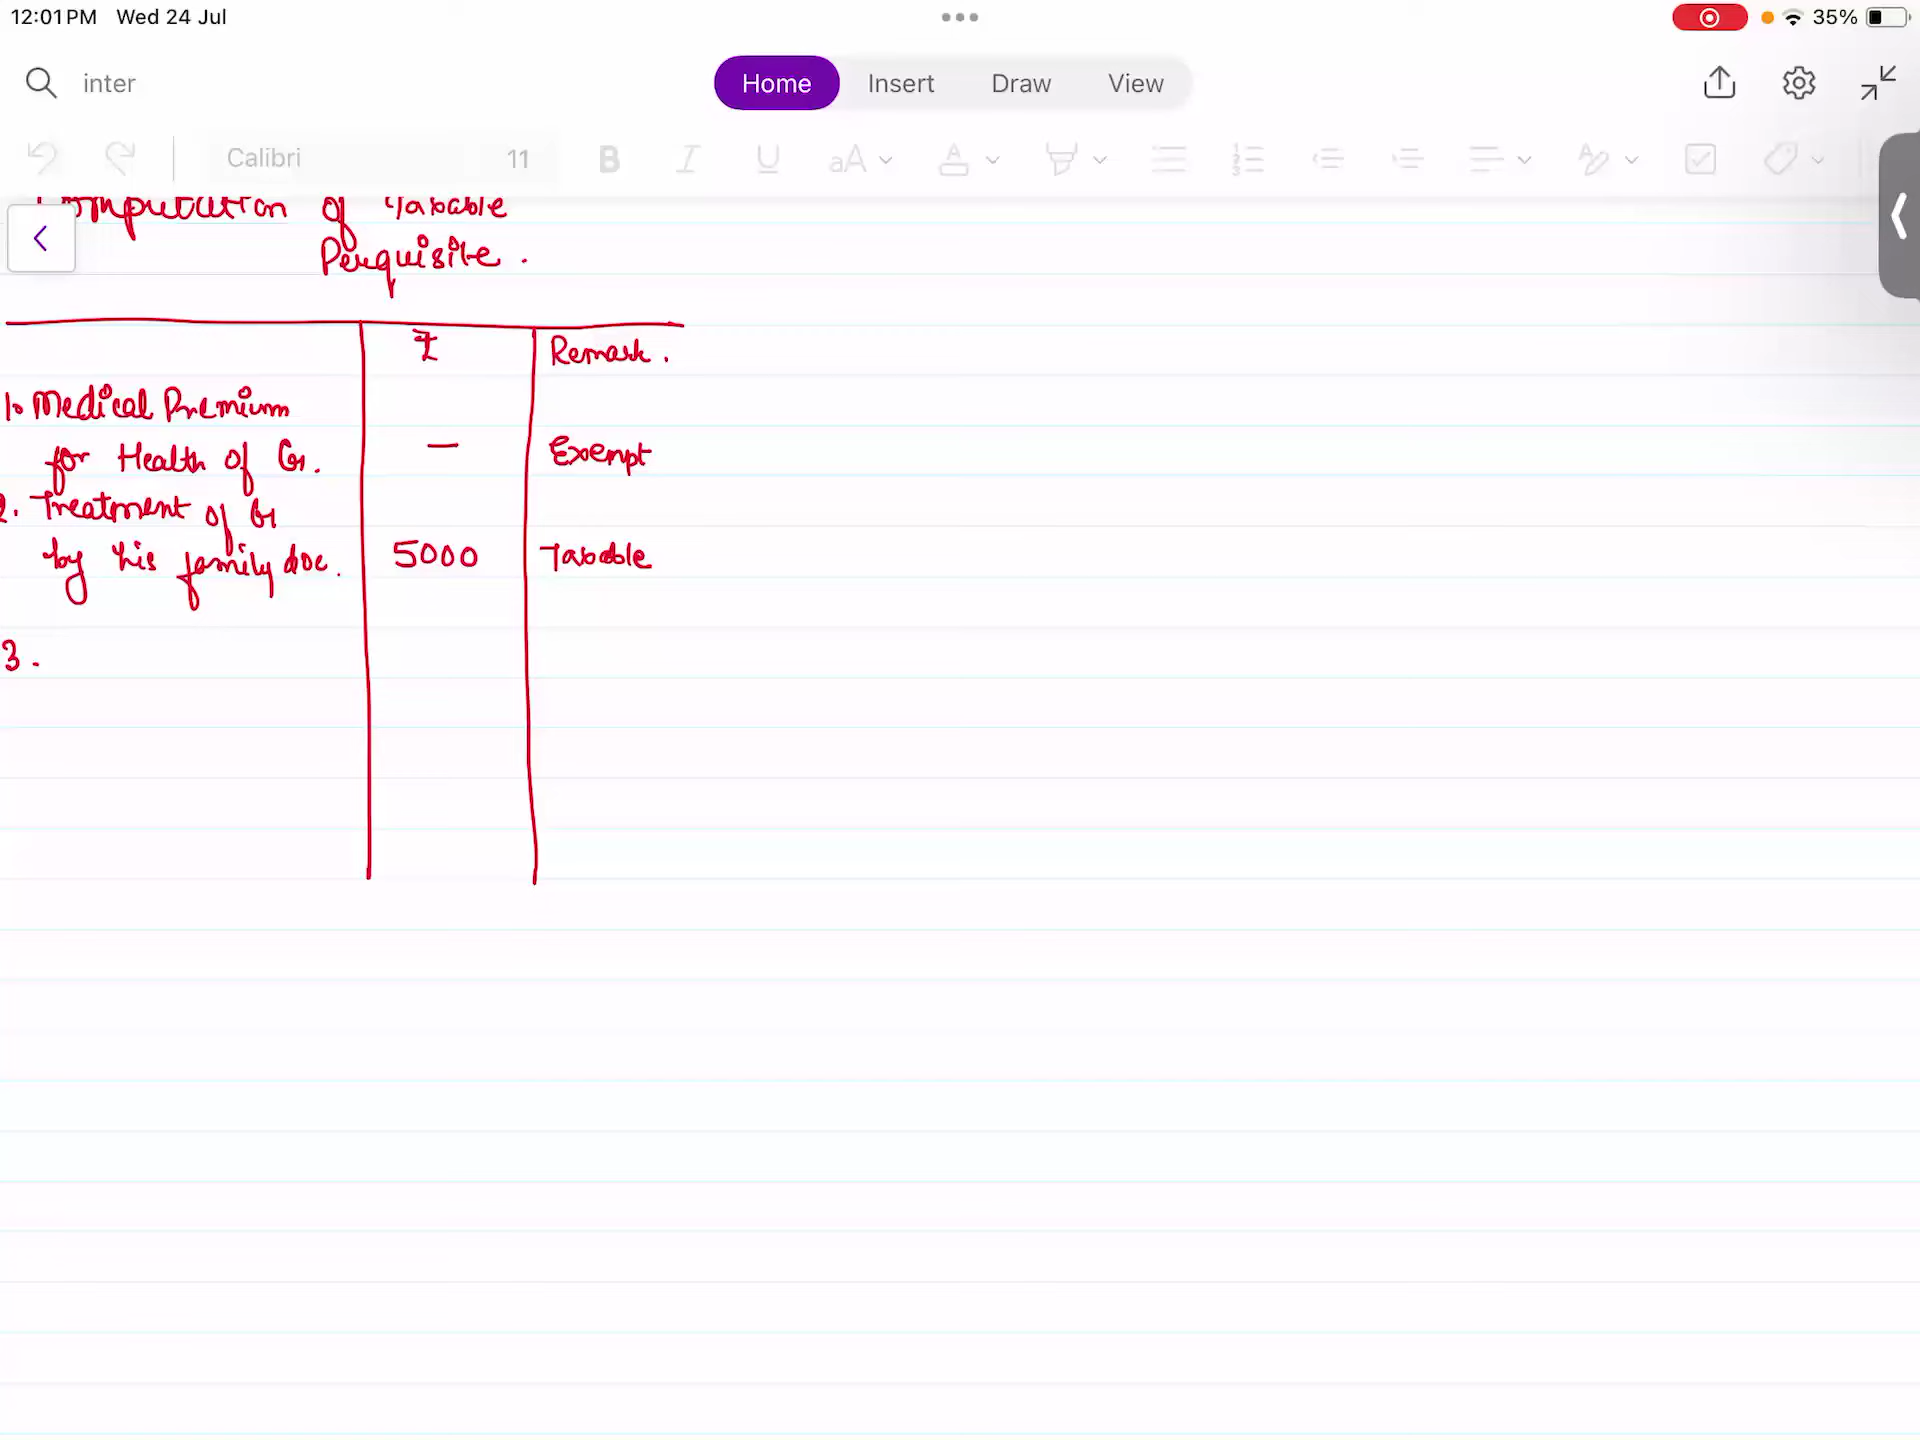 12:01 PM Wed 24 Jul
35%
inter
Home Insert Draw View
Calibri 11
Computation of Taxable
Perquisite.
₹ Remark.
1. Medical Premium
for Health of G. — Exempt
2. Treatment of G
by his family doc. 5000 Taxable
3.